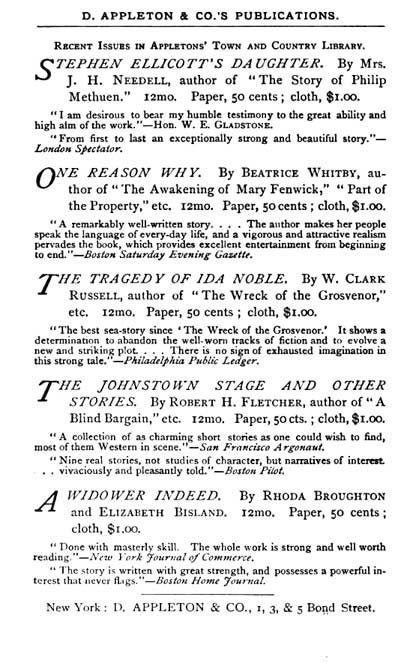 D. APPLETON & CO.'S PUBLICATIONS.
RECENT ISSUES IN APPLETONS' TOWN AND COUNTRY LIBRARY.
STEPHEN ELLICOTT'S DAUGHTER. By Mrs.
J. H. NEEDELL, author of "The Story of Philip
Methuen." 12mo. Paper, 50 cents; cloth, $1.00.
"I am desirous to bear my humble testimony to the great ability and
high aim of the work."—Hon. W. E. GLADSTONE.
"From first to last an exceptionally strong and beautiful story."—
London Spectator.
ONE REASON WHY. By BEATRICE WHITBY, au-
thor of "The Awakening of Mary Fenwick," "Part of
the Property," etc. 12mo. Paper, 50 cents; cloth, $1.00.
"A remarkably well-written story. . . . The author makes her people
speak the language of every-day life, and a vigorous and attractive realism
pervades the book, which provides excellent entertainment from beginning
to end."—Boston Saturday Evening Gazette.
THE TRAGEDY OF IDA NOBLE. By W. CLARK
RUSSELL, author of "The Wreck of the Grosvenor,"
etc. 12mo. Paper, 50 cents; cloth, $1.00.
"The best sea-story since 'The Wreck of the Grosvenor.' It shows a
determination to abandon the well-worn tracks of fiction and to evolve a
new and striking plot. . . . There is no sign of exhausted imagination in
this strong tale."—Philadelphia Public Ledger.
THE JOHNSTOWN STAGE AND OTHER
STORIES. By ROBERT H. FLETCHER, author of "A
Blind Bargain," etc. 12mo. Paper, 50 cts.; cloth, $1.00.
"A collection of as charming short stories as one could wish to find,
most of them Western in scene."—San Francisco Argonaut.
"Nine real stories, not studies of character, but narratives of interest
. . . vivaciously and pleasantly told."—Boston Pilot.
A WIDOWER INDEED. By RHODA BROUGHTON
and ELIZABETH BISLAND. 12mo. Paper, 50 cents;
cloth, $1.00.
"Done with masterly skill. The whole work is strong and well worth
reading."—New York Journal of Commerce.
"The story is written with great strength, and possesses a powerful in-
terest that never flags."—Boston Home Journal.
New York: D. APPLETON & CO., 1, 3, & 5 Bond Street.